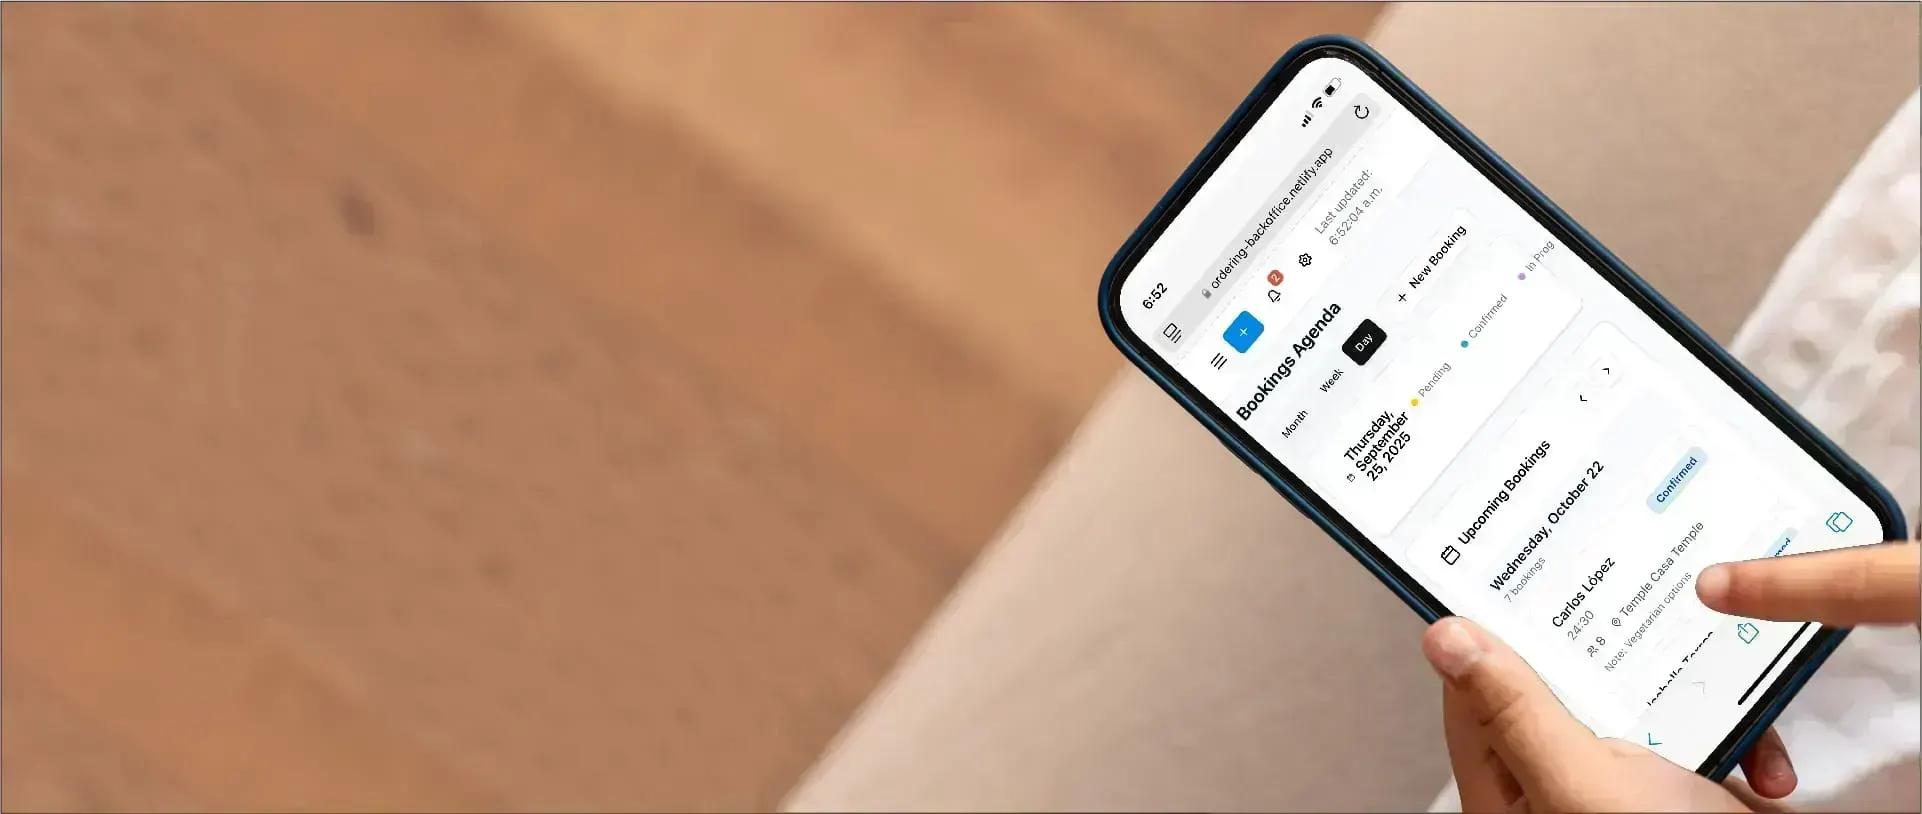 6:52
ordering-backoffice.netlify.app
+
2
Last updated:
6:52:04 a.m.
Bookings Agenda
Month
Week
Day
+ New Booking
Thursday,
September
25, 2025
Pending
Confirmed
In Prog
Upcoming Bookings
Wednesday, October 22
7 bookings
Carlos López
Confirmed
24:30
8
Temple Casa Temple
Note: Vegetarian options